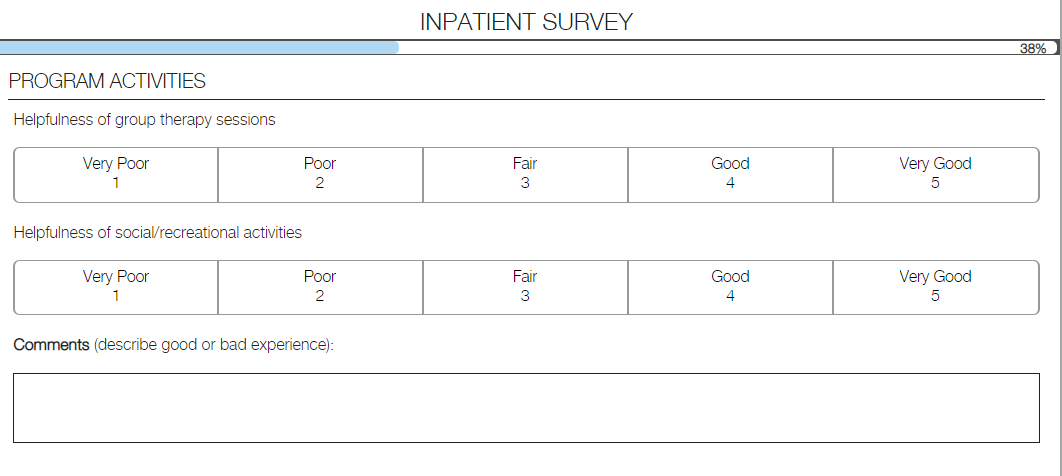 INPATIENT SURVEY
38%
PROGRAM ACTIVITIES
Helpfulness of group therapy sessions
Very Poor Poor Fair Good Very Good
1 2 3 4 5
Helpfulness of social/recreational activities
Very Poor Poor Fair Good Very Good
1 2 3 4 5
Comments (describe good or bad experience):